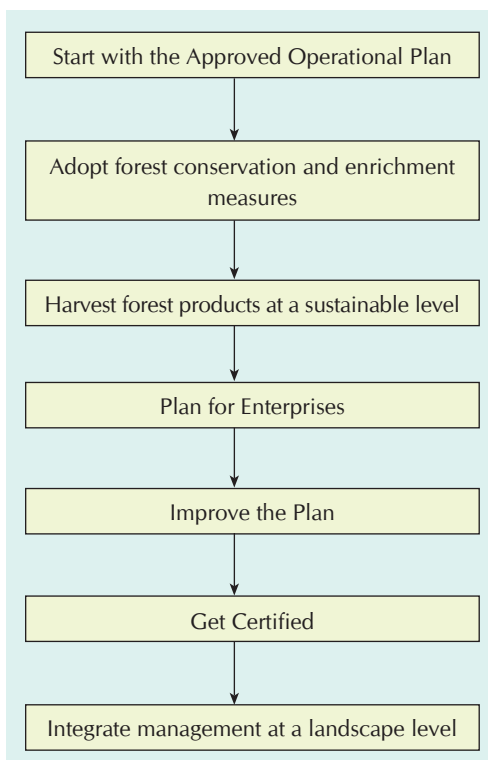 Start with the Approved Operational Plan
Adopt forest conservation and enrichment
measures
Harvest forest products at a sustainable level
Plan for Enterprises
Improve the Plan
Get Certified
Integrate management at a landscape level